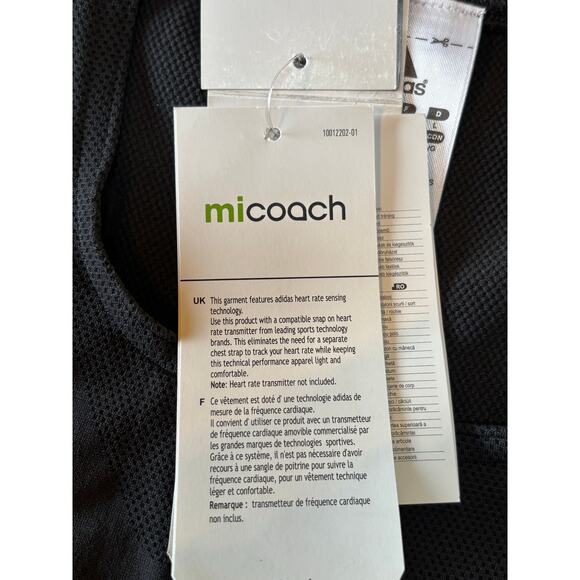 as
F D
L
CDN
10012202-01
micoach
UK This garment features adidas heart rate sensing
technology.
Use this product with a compatible snap on heart
rate transmitter from leading sports technology
brands. This eliminates the need for a separate
chest strap to track your heart rate while keeping
this technical performance apparel light and
comfortable.
Note: Heart rate transmitter not included.
F Ce vêtement est doté d' une technologie adidas de
mesure de la fréquence cardiaque.
Il convient d' utiliser ce produit avec un transmetteur
de fréquence cardiaque amovible commercialisé par
les grandes marques de technologies sportives.
Grâce à ce système, il n'est pas nécessaire d'avoir
recours à une sangle de poitrine pour suivre la
fréquence cardiaque, pour un vêtement technique
léger et confortable.
Remarque : transmetteur de fréquence cardiaque
non inclus.
RO